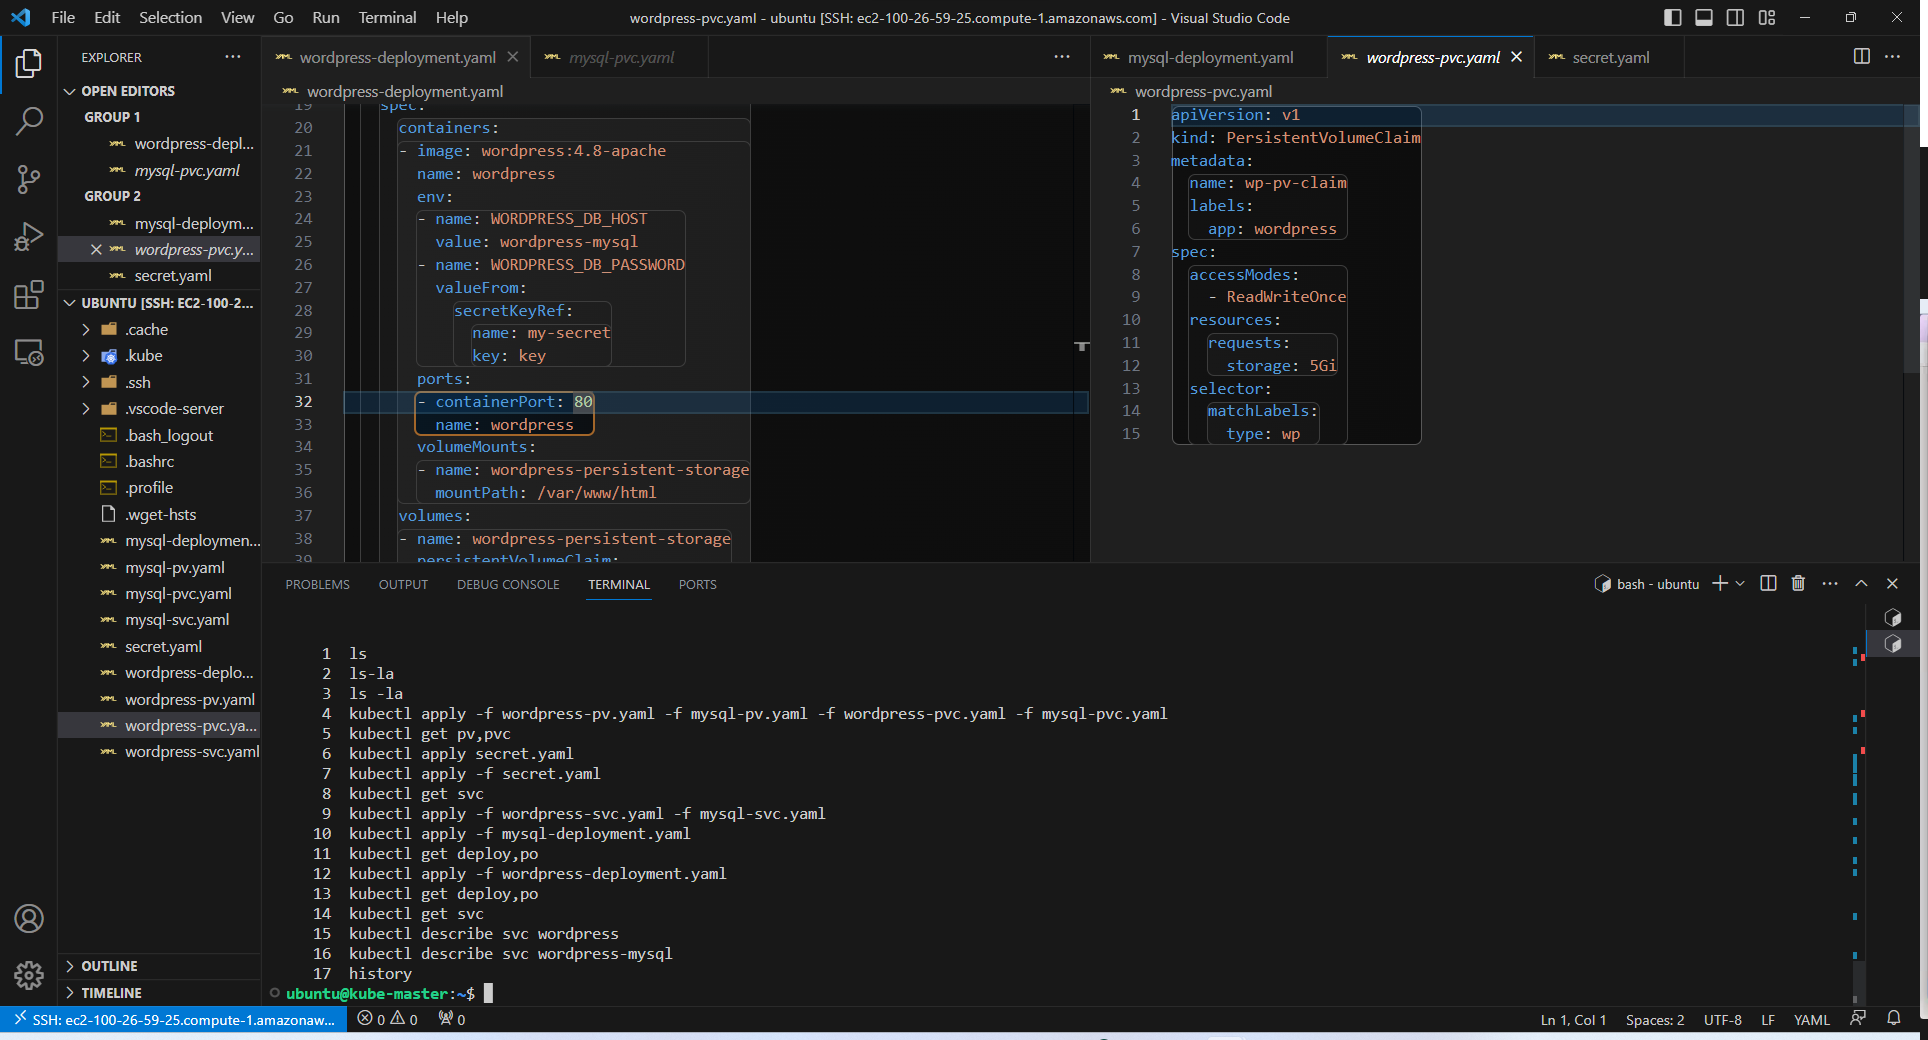 File Edit Selection View Go Run Terminal Help
wordpress-pvc.yaml - ubuntu [SSH: ec2-100-26-59-25.compute-1.amazonaws.com] - Visual Studio Code
EXPLORER
OPEN EDITORS
GROUP 1
wordpress-depl...
mysql-pvc.yaml
GROUP 2
mysql-deploym...
wordpress-pvc.y...
secret.yaml
UBUNTU [SSH: EC2-100-2...
.cache
.kube
.ssh
.vscode-server
.bash_logout
.bashrc
.profile
.wget-hsts
mysql-deploymen...
mysql-pv.yaml
mysql-pvc.yaml
mysql-svc.yaml
secret.yaml
wordpress-deplo...
wordpress-pv.yaml
wordpress-pvc.ya...
wordpress-svc.yaml
OUTLINE
TIMELINE
wordpress-deployment.yaml
mysql-pvc.yaml
wordpress-deployment.yaml
19 spec:
20 containers:
21 - image: wordpress:4.8-apache
22 name: wordpress
23 env:
24 - name: WORDPRESS_DB_HOST
25 value: wordpress-mysql
26 - name: WORDPRESS_DB_PASSWORD
27 valueFrom:
28 secretKeyRef:
29 name: my-secret
30 key: key
31 ports:
32 - containerPort: 80
33 name: wordpress
34 volumeMounts:
35 - name: wordpress-persistent-storage
36 mountPath: /var/www/html
37 volumes:
38 - name: wordpress-persistent-storage
39 persistentVolumeClaim:
mysql-deployment.yaml
wordpress-pvc.yaml
secret.yaml
wordpress-pvc.yaml
1 apiVersion: v1
2 kind: PersistentVolumeClaim
3 metadata:
4 name: wp-pv-claim
5 labels:
6 app: wordpress
7 spec:
8 accessModes:
9 - ReadWriteOnce
10 resources:
11 requests:
12 storage: 5Gi
13 selector:
14 matchLabels:
15 type: wp
PROBLEMS OUTPUT DEBUG CONSOLE TERMINAL PORTS
bash - ubuntu
1 ls
2 ls-la
3 ls -la
4 kubectl apply -f wordpress-pv.yaml -f mysql-pv.yaml -f wordpress-pvc.yaml -f mysql-pvc.yaml
5 kubectl get pv,pvc
6 kubectl apply secret.yaml
7 kubectl apply -f secret.yaml
8 kubectl get svc
9 kubectl apply -f wordpress-svc.yaml -f mysql-svc.yaml
10 kubectl apply -f mysql-deployment.yaml
11 kubectl get deploy,po
12 kubectl apply -f wordpress-deployment.yaml
13 kubectl get deploy,po
14 kubectl get svc
15 kubectl describe svc wordpress
16 kubectl describe svc wordpress-mysql
17 history
ubuntu@kube-master:~$
SSH: ec2-100-26-59-25.compute-1.amazonaw... 0 0 0
Ln 1, Col 1 Spaces: 2 UTF-8 LF YAML